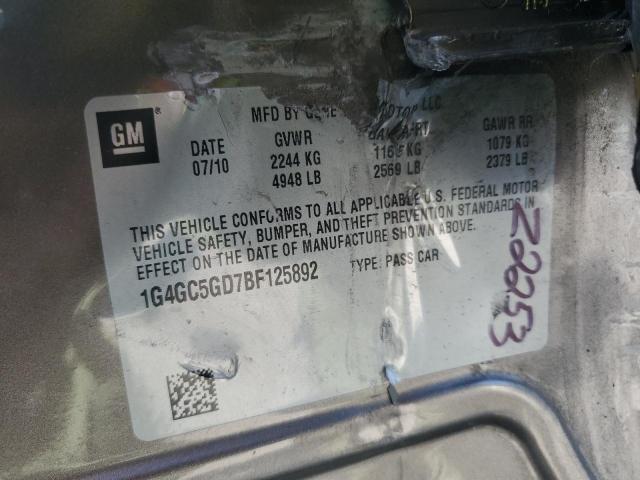 GM
MFD BY GENE MOTOR LLC
DATE GVWR GAWR RR
07/10 2244 KG KG 1079 KG
4948 LB 2569 LB 2379 LB
THIS VEHICLE CONFORMS TO ALL APPLICABLE U.S. FEDERAL MOTOR
VEHICLE SAFETY, BUMPER, AND THEFT PREVENTION STANDARDS IN
EFFECT ON THE DATE OF MANUFACTURE SHOWN ABOVE.
1G4GC5GD7BF125892 TYPE: PASS CAR